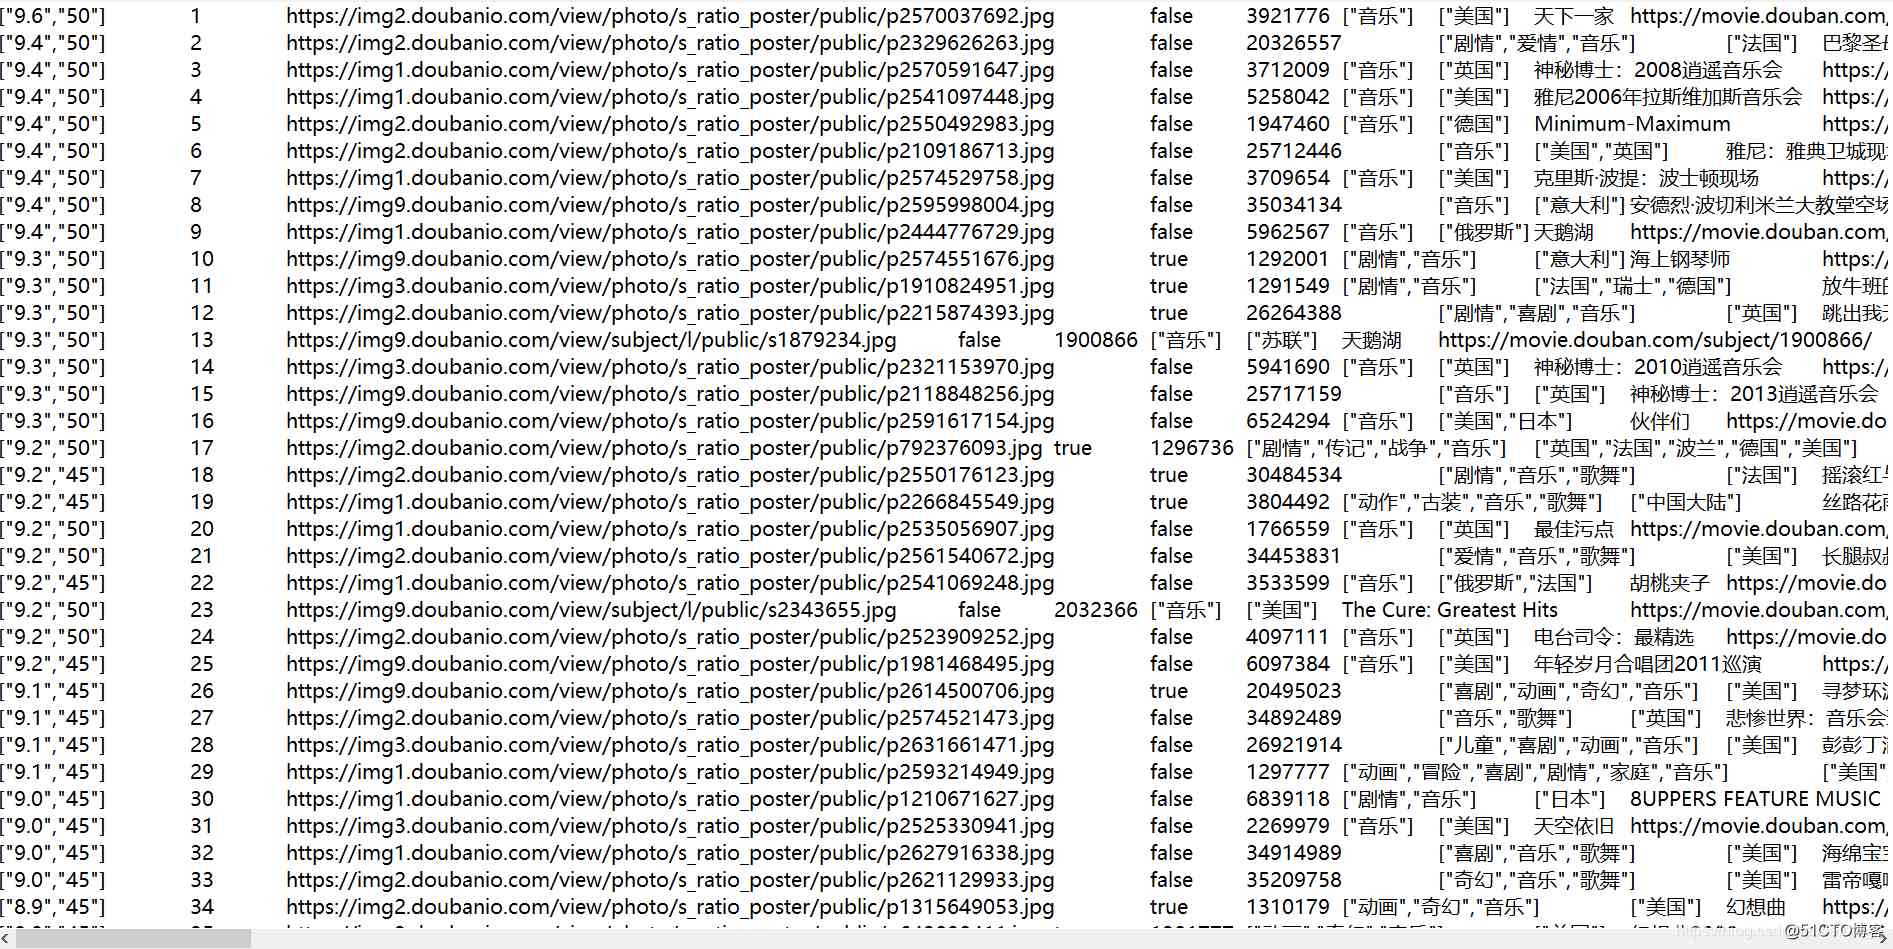 ["9.6","50"] 1 https://img2.doubanio.com/view/photo/s_ratio_poster/public/p2570037692.jpg false 3921776 ["音乐"] ["美国"] 天下一家 https://movie.douban.com/
["9.4","50"] 2 https://img2.doubanio.com/view/photo/s_ratio_poster/public/p2329626263.jpg false 20326557 ["剧情","爱情","音乐"] ["法国"] 巴黎圣母
["9.4","50"] 3 https://img1.doubanio.com/view/photo/s_ratio_poster/public/p2570591647.jpg false 3712009 ["音乐"] ["英国"] 神秘博士：2008逍遥音乐会 https:/
["9.4","50"] 4 https://img1.doubanio.com/view/photo/s_ratio_poster/public/p2541097448.jpg false 5258042 ["音乐"] ["美国"] 雅尼2006年拉斯维加斯音乐会 https:/
["9.4","50"] 5 https://img2.doubanio.com/view/photo/s_ratio_poster/public/p2550492983.jpg false 1947460 ["音乐"] ["德国"] Minimum-Maximum https:/
["9.4","50"] 6 https://img2.doubanio.com/view/photo/s_ratio_poster/public/p2109186713.jpg false 25712446 ["音乐"] ["美国","英国"] 雅尼：雅典卫城现
["9.4","50"] 7 https://img1.doubanio.com/view/photo/s_ratio_poster/public/p2574529758.jpg false 3709654 ["音乐"] ["美国"] 克里斯·波提：波士顿现场 https:/
["9.4","50"] 8 https://img9.doubanio.com/view/photo/s_ratio_poster/public/p2595998004.jpg false 35034134 ["音乐"] ["意大利"] 安德烈·波切利米兰大教堂空场
["9.4","50"] 9 https://img1.doubanio.com/view/photo/s_ratio_poster/public/p2444776729.jpg false 5962567 ["音乐"] ["俄罗斯"] 天鹅湖 https://movie.douban.com/
["9.3","50"] 10 https://img9.doubanio.com/view/photo/s_ratio_poster/public/p2574551676.jpg true 1292001 ["剧情","音乐"] ["意大利"] 海上钢琴师 https:/
["9.3","50"] 11 https://img3.doubanio.com/view/photo/s_ratio_poster/public/p1910824951.jpg true 1291549 ["剧情","音乐"] ["法国","瑞士","德国"] 放牛班的
["9.3","50"] 12 https://img2.doubanio.com/view/photo/s_ratio_poster/public/p2215874393.jpg true 26264388 ["剧情","喜剧","音乐"] ["英国"] 跳出我天
["9.3","50"] 13 https://img9.doubanio.com/view/subject/l/public/s1879234.jpg false 1900866 ["音乐"] ["苏联"] 天鹅湖 https://movie.douban.com/subject/1900866/
["9.3","50"] 14 https://img3.doubanio.com/view/photo/s_ratio_poster/public/p2321153970.jpg false 5941690 ["音乐"] ["英国"] 神秘博士：2010逍遥音乐会 https:/
["9.3","50"] 15 https://img9.doubanio.com/view/photo/s_ratio_poster/public/p2118848256.jpg false 25717159 ["音乐"] ["英国"] 神秘博士：2013逍遥音乐会
["9.3","50"] 16 https://img9.doubanio.com/view/photo/s_ratio_poster/public/p2591617154.jpg false 6524294 ["音乐"] ["美国","日本"] 伙伴们 https://movie.do
["9.2","50"] 17 https://img2.doubanio.com/view/photo/s_ratio_poster/public/p792376093.jpg true 1296736 ["剧情","传记","战争","音乐"] ["英国","法国","波兰","德国","美国"]
["9.2","45"] 18 https://img2.doubanio.com/view/photo/s_ratio_poster/public/p2550176123.jpg true 30484534 ["剧情","音乐","歌舞"] ["法国"] 摇滚红与
["9.2","45"] 19 https://img1.doubanio.com/view/photo/s_ratio_poster/public/p2266845549.jpg true 3804492 ["动作","古装","音乐","歌舞"] ["中国大陆"] 丝路花雨
["9.2","50"] 20 https://img1.doubanio.com/view/photo/s_ratio_poster/public/p2535056907.jpg false 1766559 ["音乐"] ["英国"] 最佳污点 https://movie.douban.com/
["9.2","50"] 21 https://img2.doubanio.com/view/photo/s_ratio_poster/public/p2561540672.jpg false 34453831 ["爱情","音乐","歌舞"] ["美国"] 长腿叔叔
["9.2","45"] 22 https://img1.doubanio.com/view/photo/s_ratio_poster/public/p2541069248.jpg false 3533599 ["音乐"] ["俄罗斯","法国"] 胡桃夹子 https://movie.do
["9.2","50"] 23 https://img9.doubanio.com/view/subject/l/public/s2343655.jpg false 2032366 ["音乐"] ["美国"] The Cure: Greatest Hits https://movie.douban.com/
["9.2","50"] 24 https://img2.doubanio.com/view/photo/s_ratio_poster/public/p2523909252.jpg false 4097111 ["音乐"] ["英国"] 电台司令：最精选 https://movie.do
["9.2","45"] 25 https://img9.doubanio.com/view/photo/s_ratio_poster/public/p1981468495.jpg false 6097384 ["音乐"] ["美国"] 年轻岁月合唱团2011巡演 https:/
["9.1","45"] 26 https://img9.doubanio.com/view/photo/s_ratio_poster/public/p2614500706.jpg true 20495023 ["喜剧","动画","奇幻","音乐"] ["美国"] 寻梦环游
["9.1","45"] 27 https://img2.doubanio.com/view/photo/s_ratio_poster/public/p2574521473.jpg false 34892489 ["音乐","歌舞"] ["英国"] 悲惨世界：音乐会
["9.1","45"] 28 https://img3.doubanio.com/view/photo/s_ratio_poster/public/p2631661471.jpg false 26921914 ["儿童","喜剧","动画","音乐"] ["美国"] 彭彭丁满
["9.1","45"] 29 https://img1.doubanio.com/view/photo/s_ratio_poster/public/p2593214949.jpg false 1297777 ["动画","冒险","喜剧","剧情","家庭","音乐"] ["美国"
["9.0","45"] 30 https://img1.doubanio.com/view/photo/s_ratio_poster/public/p1210671627.jpg false 6839118 ["剧情","音乐"] ["日本"] 8UPPERS FEATURE MUSIC
["9.0","45"] 31 https://img3.doubanio.com/view/photo/s_ratio_poster/public/p2525330941.jpg false 2269979 ["音乐"] ["美国"] 天空依旧 https://movie.douban.com/
["9.0","45"] 32 https://img1.doubanio.com/view/photo/s_ratio_poster/public/p2627916338.jpg false 34914989 ["喜剧","音乐","歌舞"] ["美国"] 海绵宝宝
["9.0","45"] 33 https://img2.doubanio.com/view/photo/s_ratio_poster/public/p2621129933.jpg false 35209758 ["奇幻","音乐","歌舞"] ["美国"] 雷帝嘎嘎
["8.9","45"] 34 https://img2.doubanio.com/view/photo/s_ratio_poster/public/p1315649053.jpg true 1310179 ["动画","奇幻","音乐"] ["美国"] 幻想曲 https:/
@51CTO博客